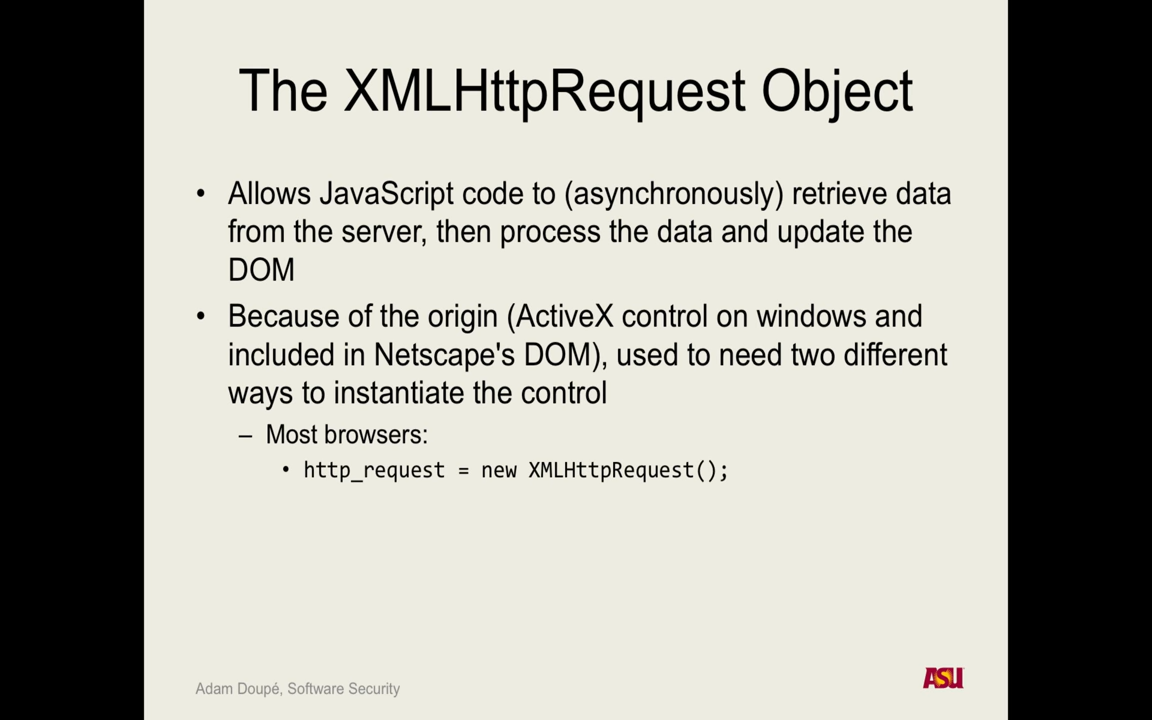 The XMLHttpRequest Object
• Allows JavaScript code to (asynchronously) retrieve data
from the server, then process the data and update the
DOM
• Because of the origin (ActiveX control on windows and
included in Netscape's DOM), used to need two different
ways to instantiate the control
– Most browsers:
• http_request = new XMLHttpRequest();
Adam Doupé, Software Security
ASU